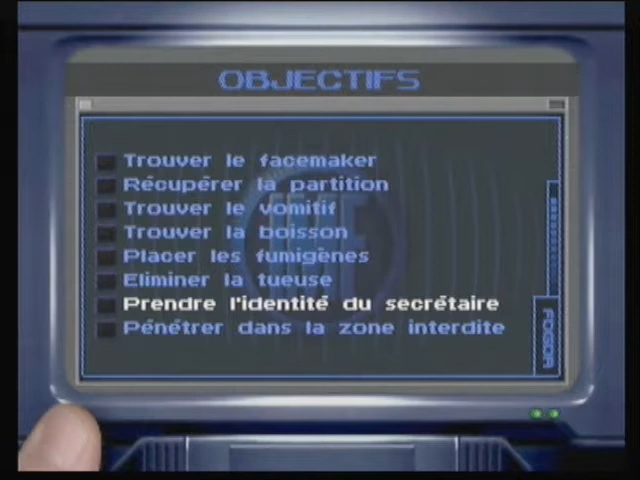 OBJECTIFS
Trouver le facemaker
Récupérer la partition
Trouver le vomitif
Trouver la boisson
Placer les fumigènes
Eliminer la tueuse
Prendre l'identité du secrétaire
Pénétrer dans la zone interdite